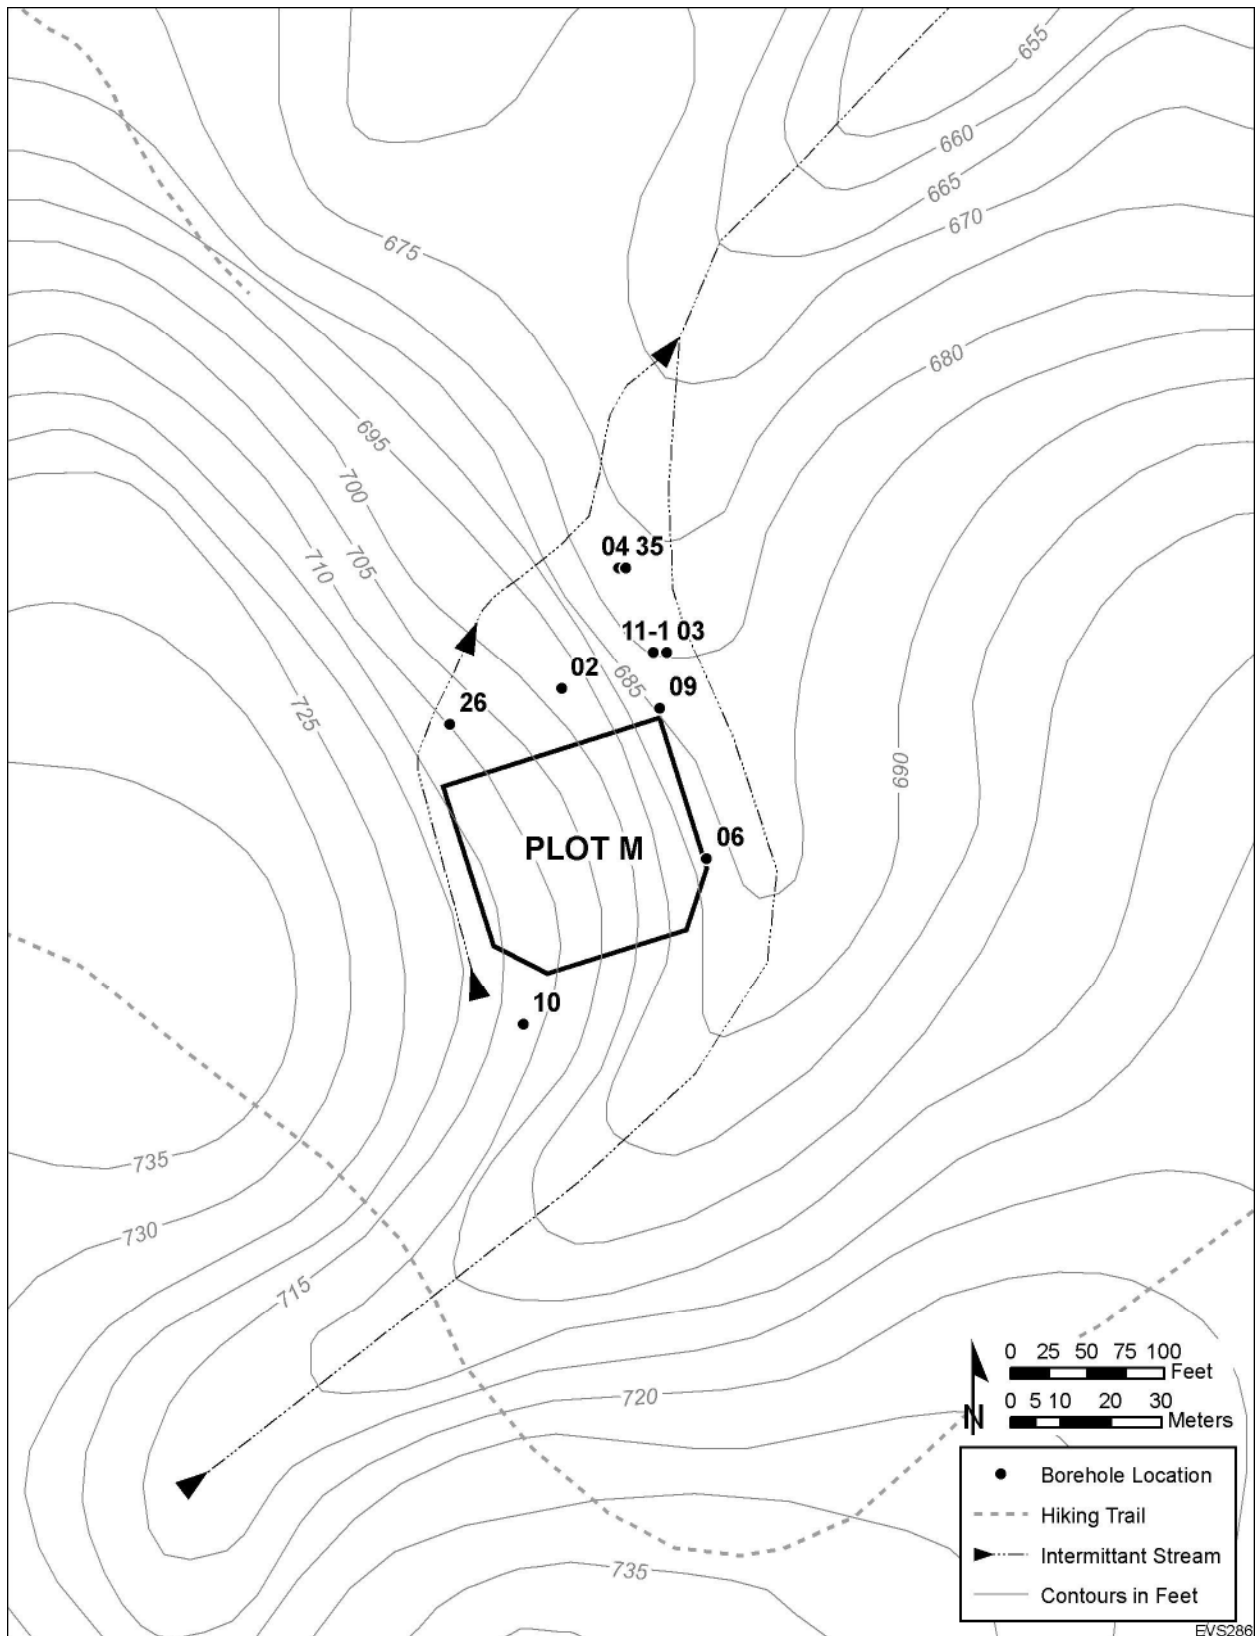 655
660
665
670
675
680
695
700
705
710
04 35
11-1 03
02
685
09
26
725
690
PLOT M
06
10
735
730
715
720
735
0 25 50 75 100
Feet
0 5 10 20 30
Meters
N
Borehole Location
Hiking Trail
Intermittant Stream
Contours in Feet
EVS286